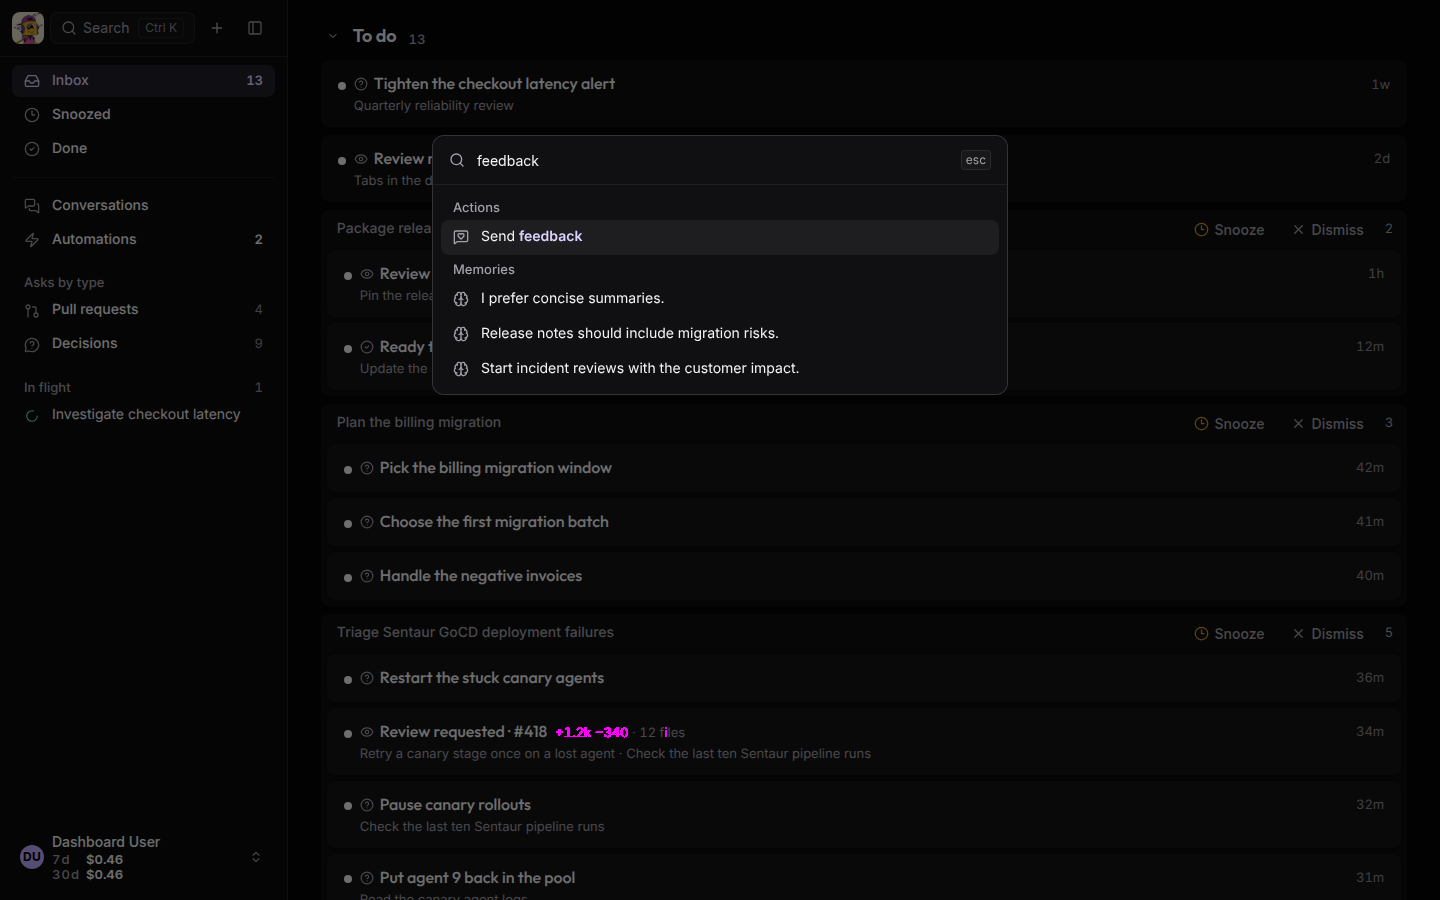 Search Ctrl K
Inbox 13
Snoozed
Done
Conversations
Automations 2
Asks by type
Pull requests 4
Decisions 9
In flight 1
Investigate checkout latency
Dashboard User
DU
7d $0.46
30d $0.46
To do 13
Tighten the checkout latency alert 1w
Quarterly reliability review
Review 2d
Tabs in the
feedback esc
Actions
Send feedback
Memories
I prefer concise summaries.
Release notes should include migration risks.
Start incident reviews with the customer impact.
Package Snooze Dismiss 2
Review 1h
Pin the
Ready 12m
Update the
Plan the billing migration Snooze Dismiss 3
Pick the billing migration window 42m
Choose the first migration batch 41m
Handle the negative invoices 40m
Triage Sentaur GoCD deployment failures Snooze Dismiss 5
Restart the stuck canary agents 36m
Review requested · #418 +1.2k −340 · 12 files 34m
Retry a canary stage once on a lost agent · Check the last ten Sentaur pipeline runs
Pause canary rollouts 32m
Check the last ten Sentaur pipeline runs
Put agent 9 back in the pool 31m
Read the canary agent logs